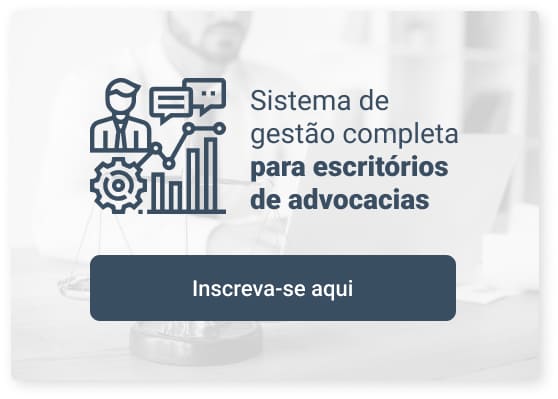 Sistema de
gestão completa
para escritórios
de advocacias
Inscreva-se aqui